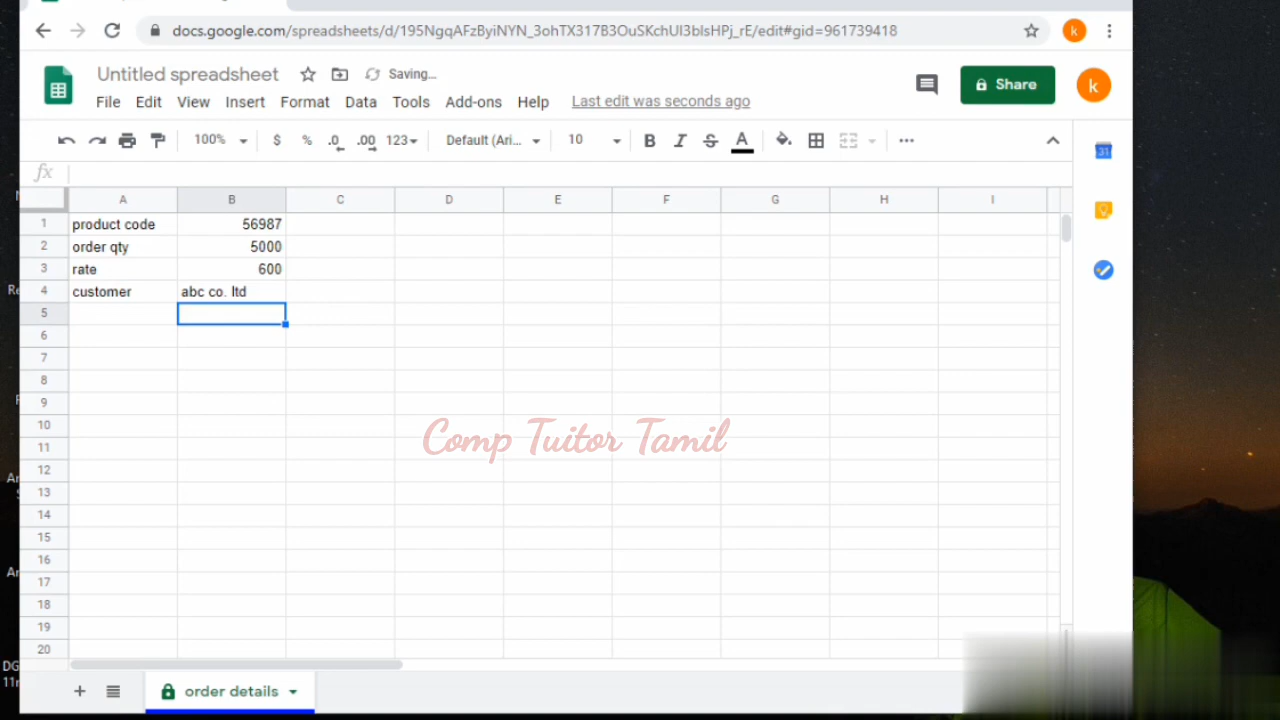 docs.google.com/spreadsheets/d/195NgqAFzByiNYN_3ohTX317B3OuSKchUI3blsHPj_rE/edit#gid=961739418
k
Untitled spreadsheet
Saving...
Share
k
File Edit View Insert Format Data Tools Add-ons Help Last edit was seconds ago
100% $ % .0 .00 123 Default (Ari... 10 B I S A
fx
A B C D E F G H I
1 product code 56987
2 order qty 5000
3 rate 600
4 customer abc co. ltd
5
6
7
8
9
10
11
12
13
14
15
16
17
18
19
20
Comp Tuitor Tamil
+ order details
31